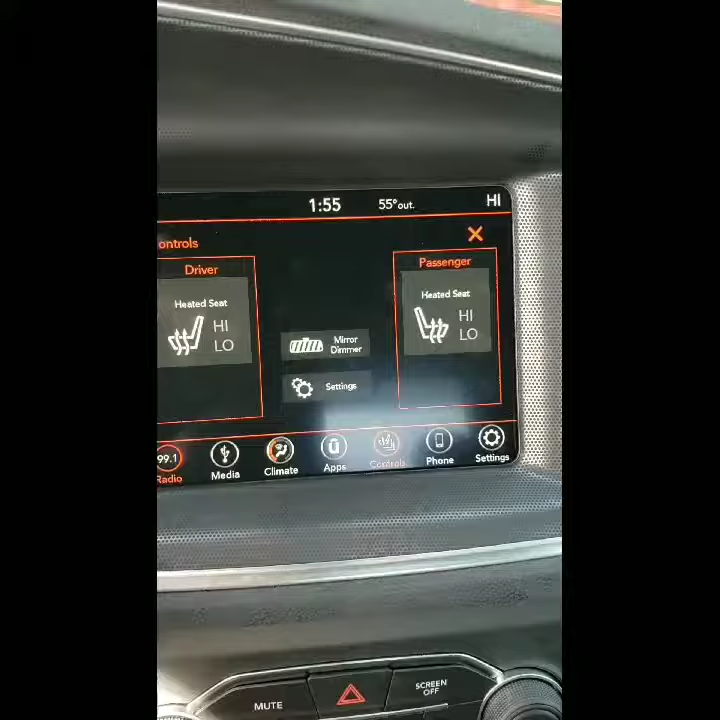 1:55 55°out. HI
ontrols
Driver
Heated Seat
HI
LO
Mirror
Dimmer
Settings
Passenger
Heated Seat
HI
LO
99.1
Radio
Media
Climate
Apps
Controls
Phone
Settings
MUTE
SCREEN
OFF